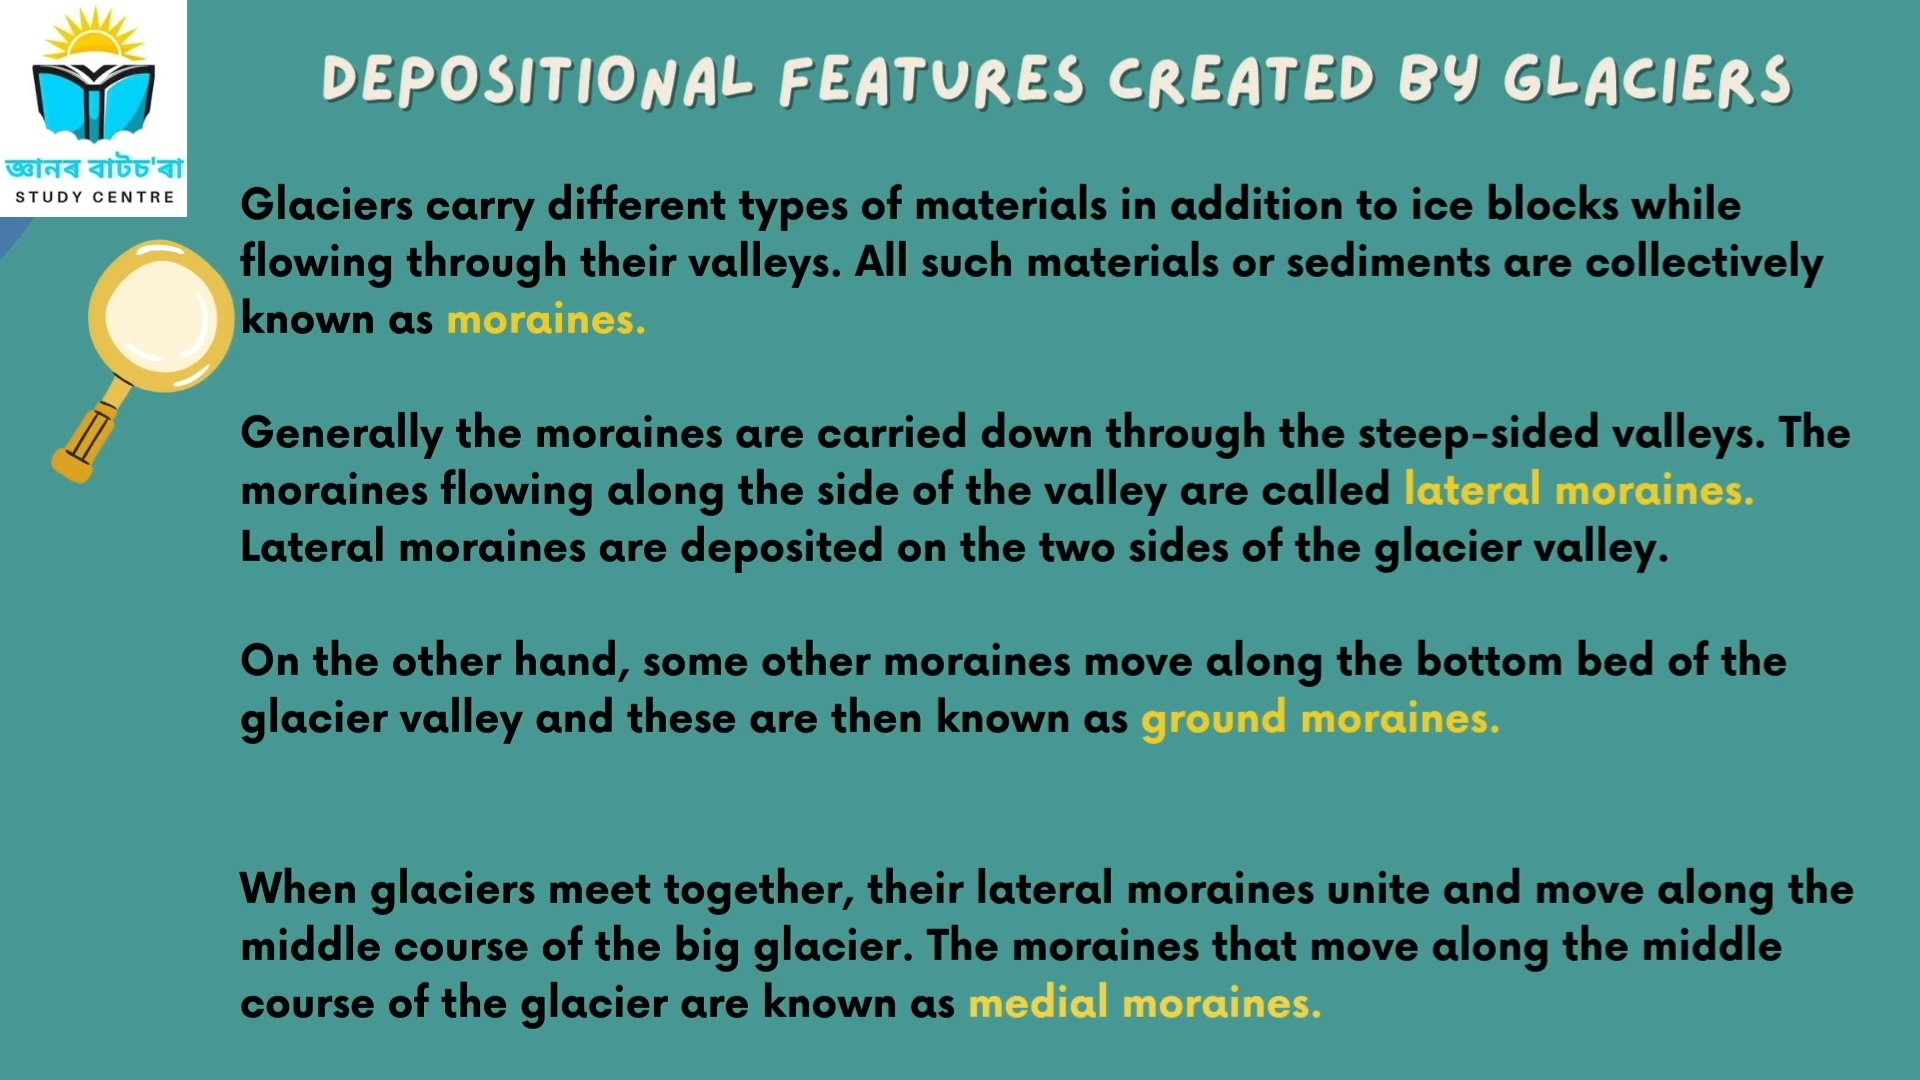 জ্ঞানৰ বাটচ'ৰা
STUDY CENTRE
DEPOSITIONAL FEATURES CREATED BY GLACIERS
Glaciers carry different types of materials in addition to ice blocks while
flowing through their valleys. All such materials or sediments are collectively
known as moraines.
Generally the moraines are carried down through the steep-sided valleys. The
moraines flowing along the side of the valley are called lateral moraines.
Lateral moraines are deposited on the two sides of the glacier valley.
On the other hand, some other moraines move along the bottom bed of the
glacier valley and these are then known as ground moraines.
When glaciers meet together, their lateral moraines unite and move along the
middle course of the big glacier. The moraines that move along the middle
course of the glacier are known as medial moraines.